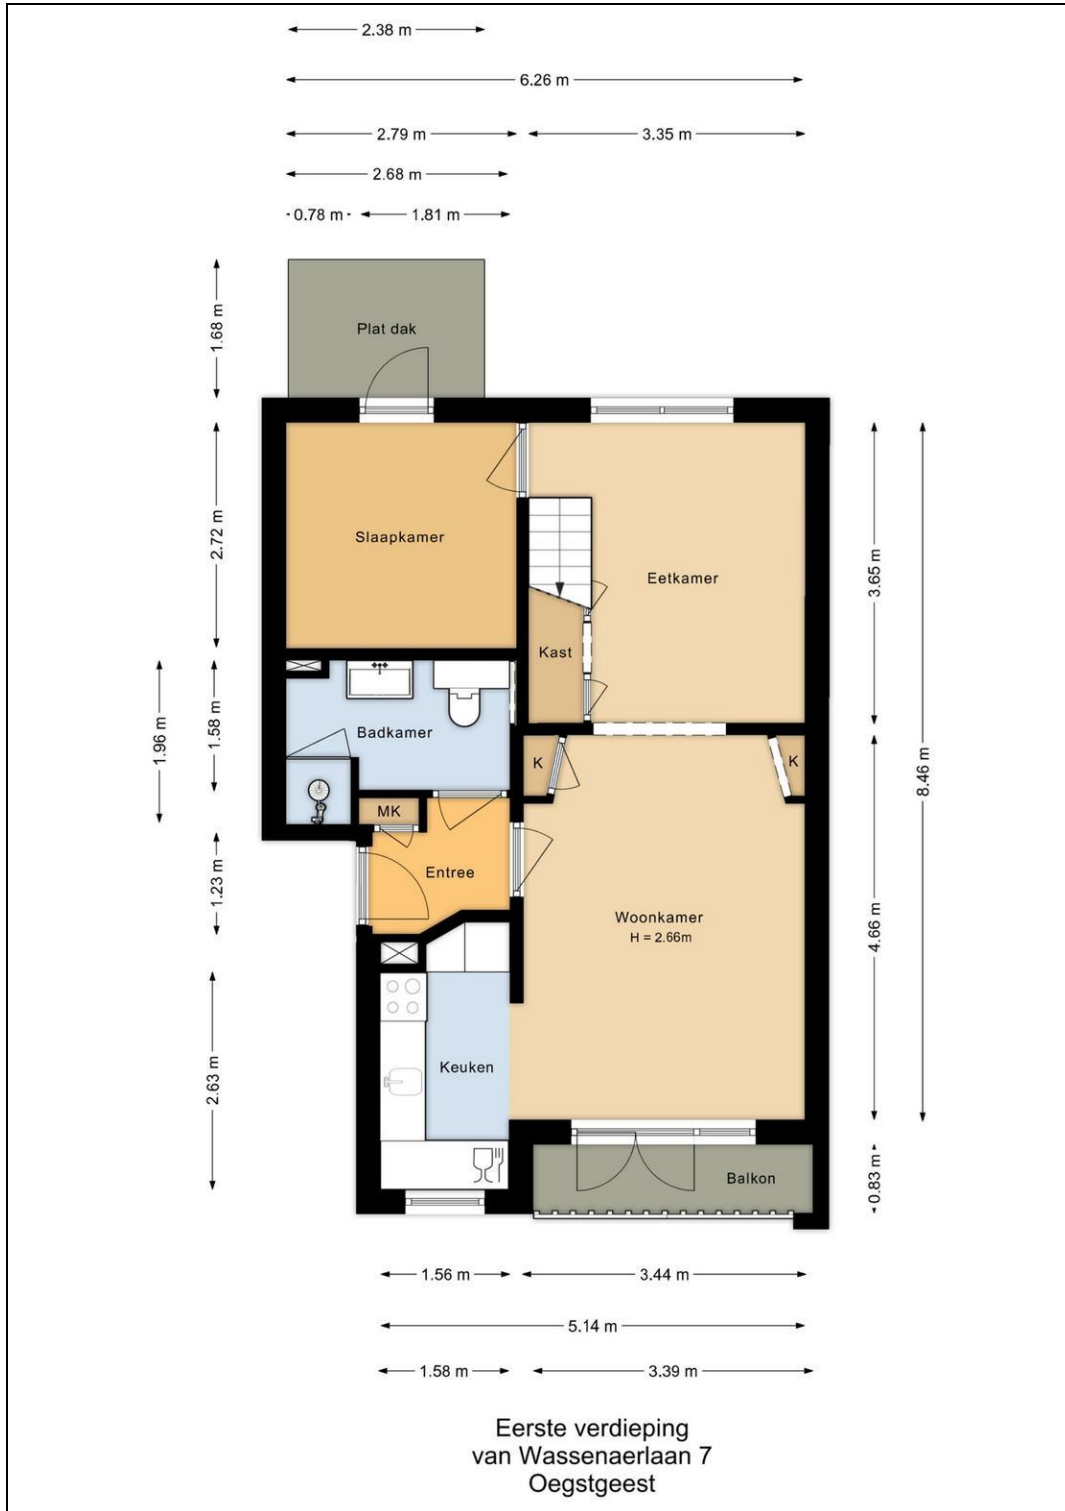 2.38 m
6.26 m
2.79 m
3.35 m
2.68 m
0.78 m
1.81 m
1.68 m
Plat dak
2.72 m
Slaapkamer
Eetkamer
3.65 m
Kast
1.96 m
1.58 m
Badkamer
K
K
8.46 m
MK
1.23 m
Entree
Woonkamer
H = 2.66m
4.66 m
2.63 m
Keuken
Balkon
0.83 m
1.56 m
3.44 m
5.14 m
1.58 m
3.39 m
Eerste verdieping
van Wassenaerlaan 7
Oegstgeest